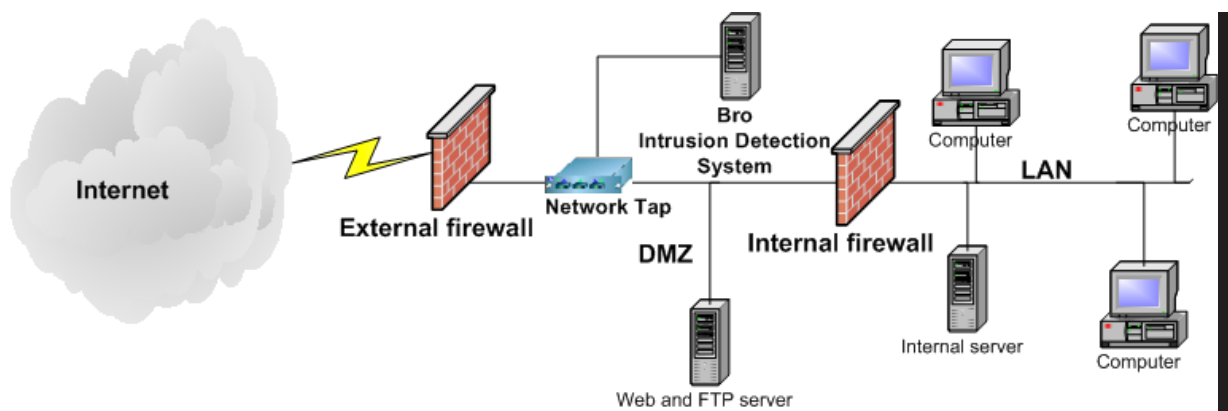 Internet
External firewall
Network Tap
Bro
Intrusion Detection
System
DMZ
Web and FTP server
Internal firewall
Computer
Computer
LAN
Internal server
Computer